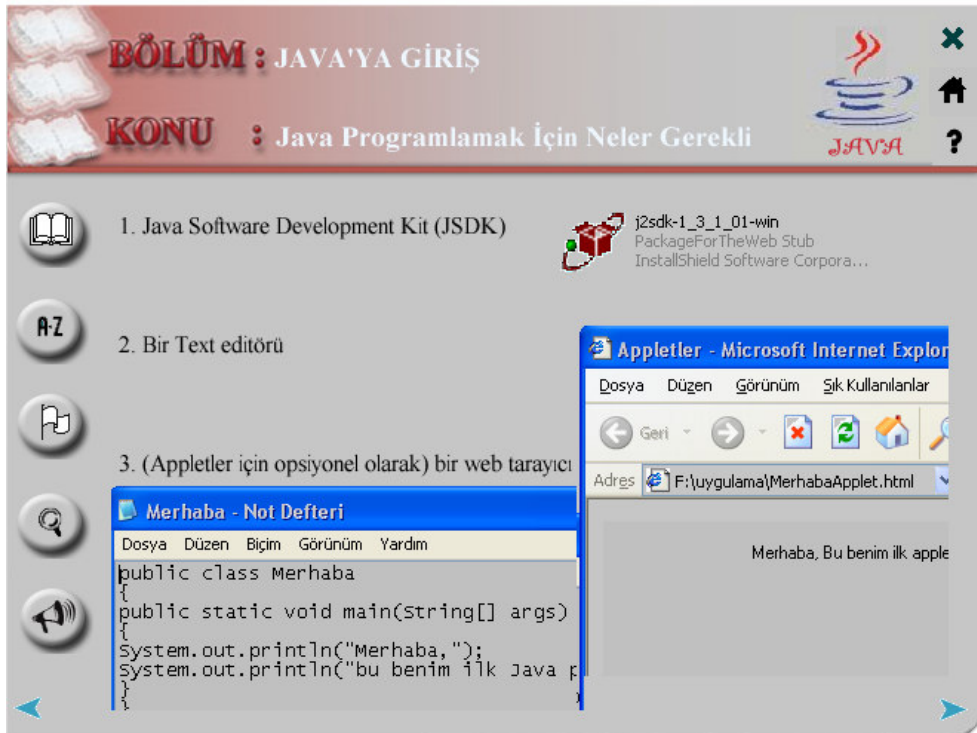 BÖLÜM : JAVA'YA GİRİŞ
KONU : Java Programlamak İçin Neler Gerekli
JAVA
?
1. Java Software Development Kit (JSDK)
j2sdk-1_3_1_01-win
PackageForTheWeb Stub
InstallShield Software Corpora...
A-Z
2. Bir Text editörü
Appletler - Microsoft Internet Explor
Dosya Düzen Görünüm Sık Kullanılanlar
Geri
Adres F:\uygulama\MerhabaApplet.html
Merhaba, Bu benim ilk apple
3. (Appletler için opsiyonel olarak) bir web tarayıcı
Merhaba - Not Defteri
Dosya Düzen Biçim Görünüm Yardım
public class Merhaba
{
public static void main(String[] args)
{
System.out.println("Merhaba,");
System.out.println("bu benim ilk Java p
}
}